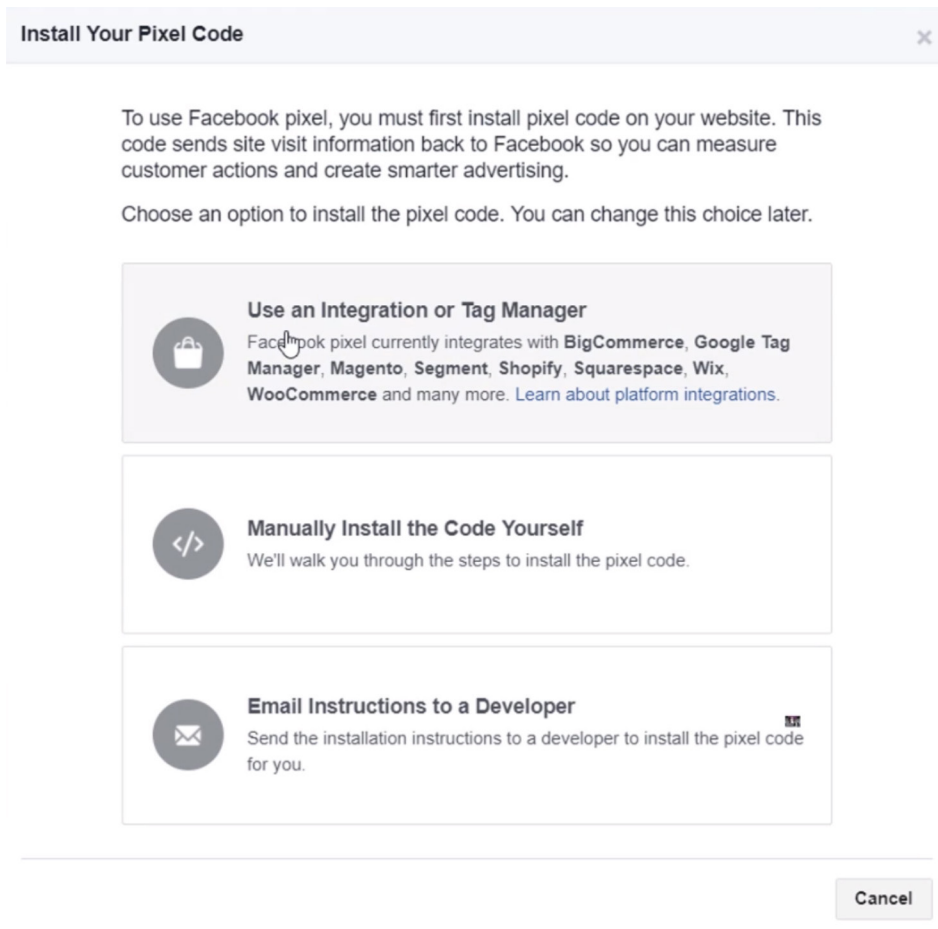 Install Your Pixel Code
To use Facebook pixel, you must first install pixel code on your website. This
code sends site visit information back to Facebook so you can measure
customer actions and create smarter advertising.
Choose an option to install the pixel code. You can change this choice later.
Use an Integration or Tag Manager
pixel currently integrates with BigCommerce, Google Tag
Manager, Magento, Segment, Shopify, Squarespace, Wix,
WooCommerce and many more. Learn about platform integrations.
Manually Install the Code Yourself
We'll walk you through the steps to install the pixel code.
Email Instructions to a Developer
Send the installation instructions to a developer to install the pixel code
for you.
Cancel